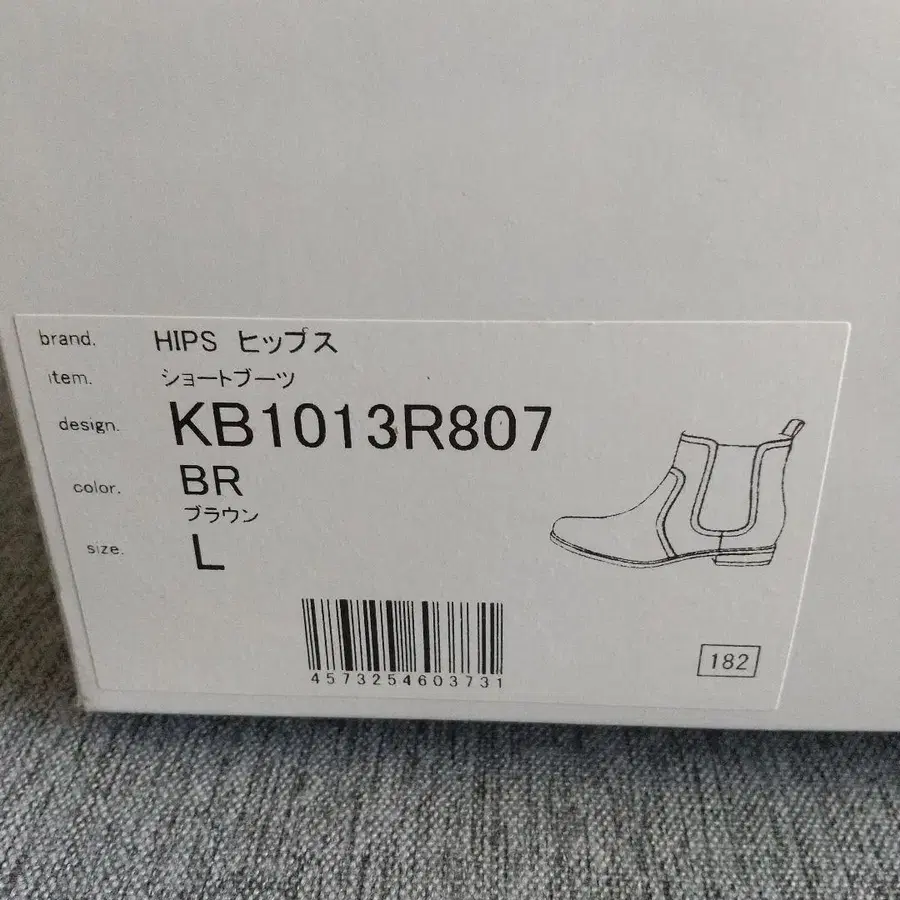 brand. HIPS ヒップス
item. ショートブーツ
design. KB1013R807
color. BR
ブラウン
size. L
4573254603731
182